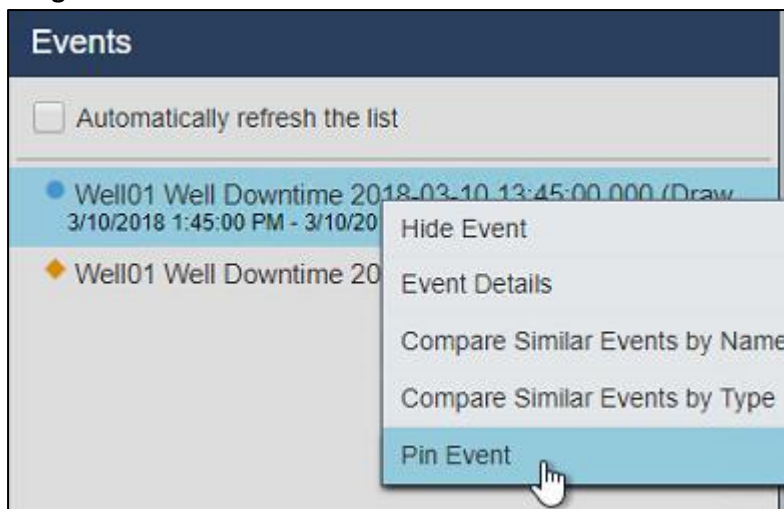 Events
Automatically refresh the list
Well01 Well Downtime 2018-03-10 13:45:00.000 (Draw
3/10/2018 1:45:00 PM - 3/10/20
Hide Event
Well01 Well Downtime 20
Event Details
Compare Similar Events by Name
Compare Similar Events by Type
Pin Event